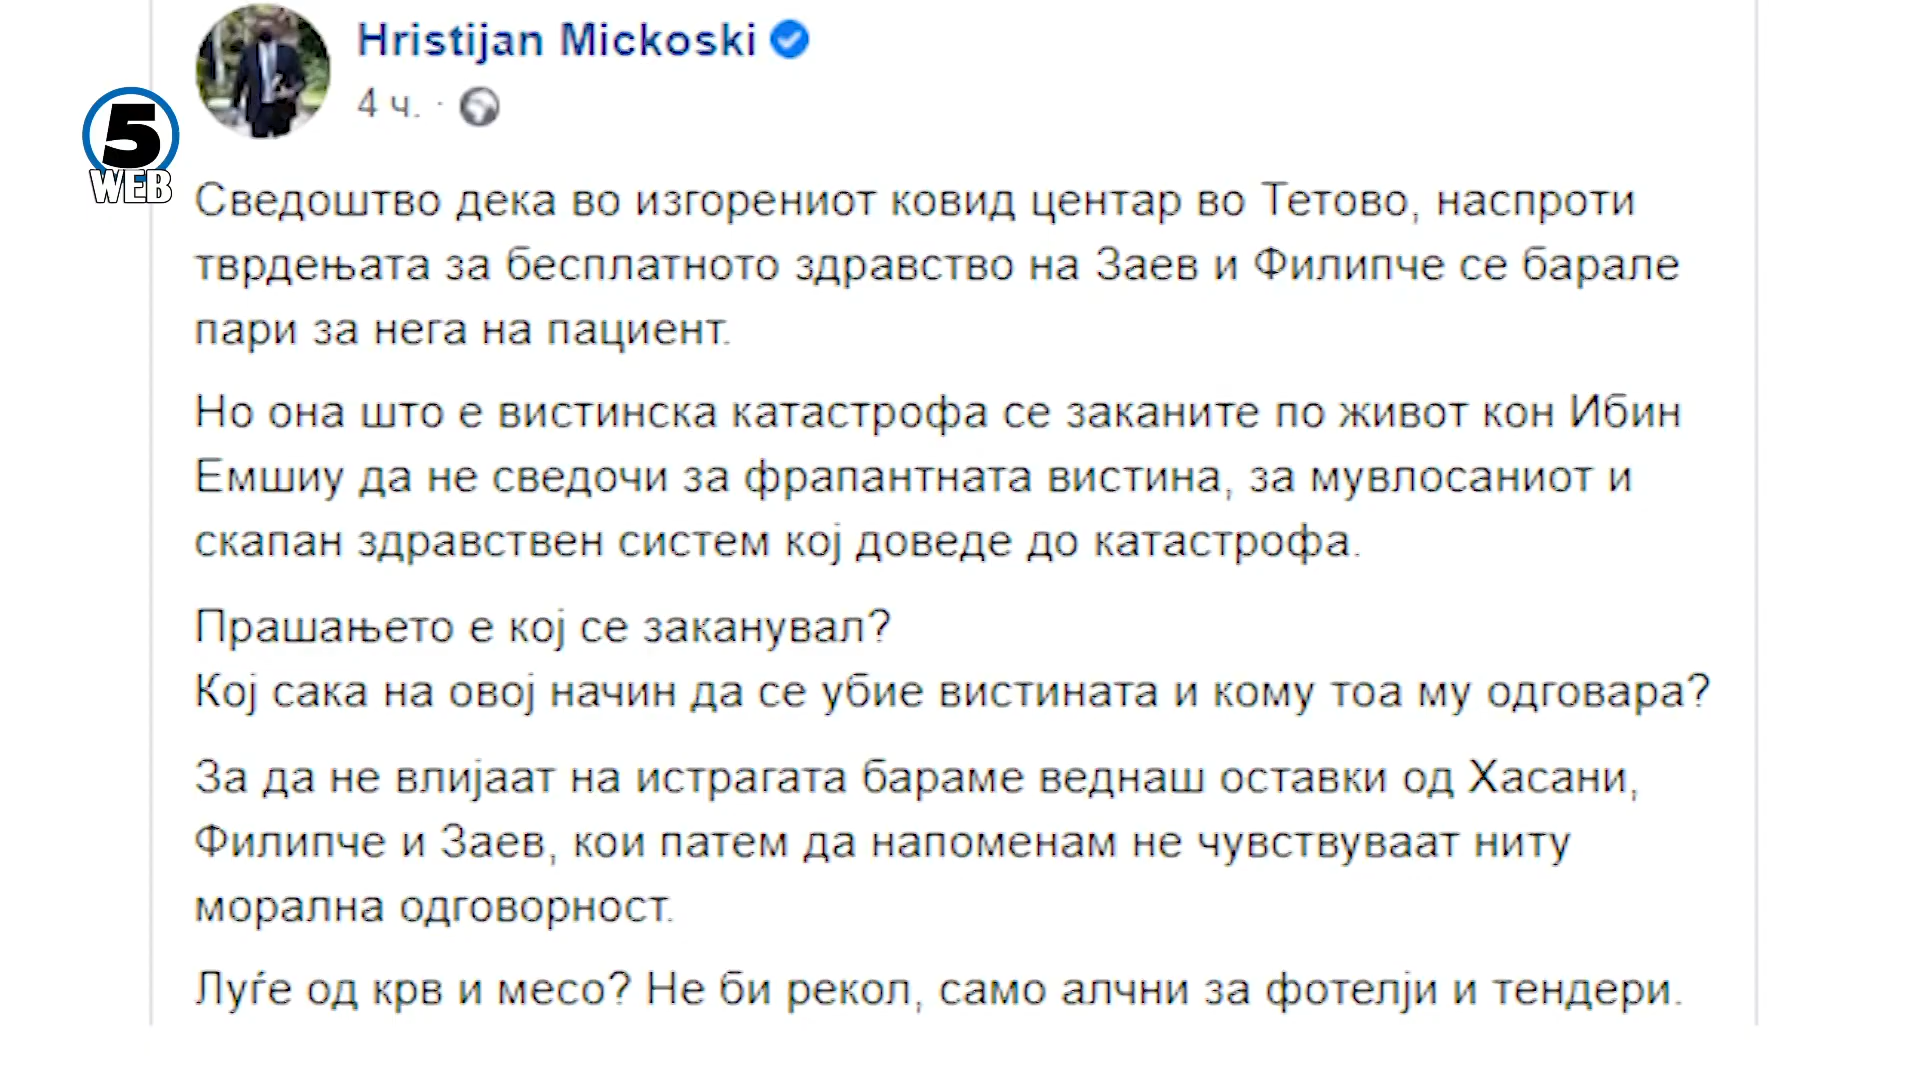 Hristijan Mickoski
4 ч. ·
5
WEB
Сведоштво дека во изгорениот ковид центар во Тетово, наспроти
тврдењата за бесплатното здравство на Заев и Филипче се барале
пари за нега на пациент.
Но она што е вистинска катастрофа се заканите по живот кон Ибин
Емшиу да не сведочи за фрапантната вистина, за мувлосаниот и
скапан здравствен систем кој доведе до катастрофа.
Прашањето е кој се заканувал?
Кој сака на овој начин да се убие вистината и кому тоа му одговара?
За да не влијаат на истрагата бараме веднаш оставки од Хасани,
Филипче и Заев, кои патем да напоменам не чувствуваат ниту
морална одговорност.
Луѓе од крв и месо? Не би рекол, само алчни за фотелји и тендери.